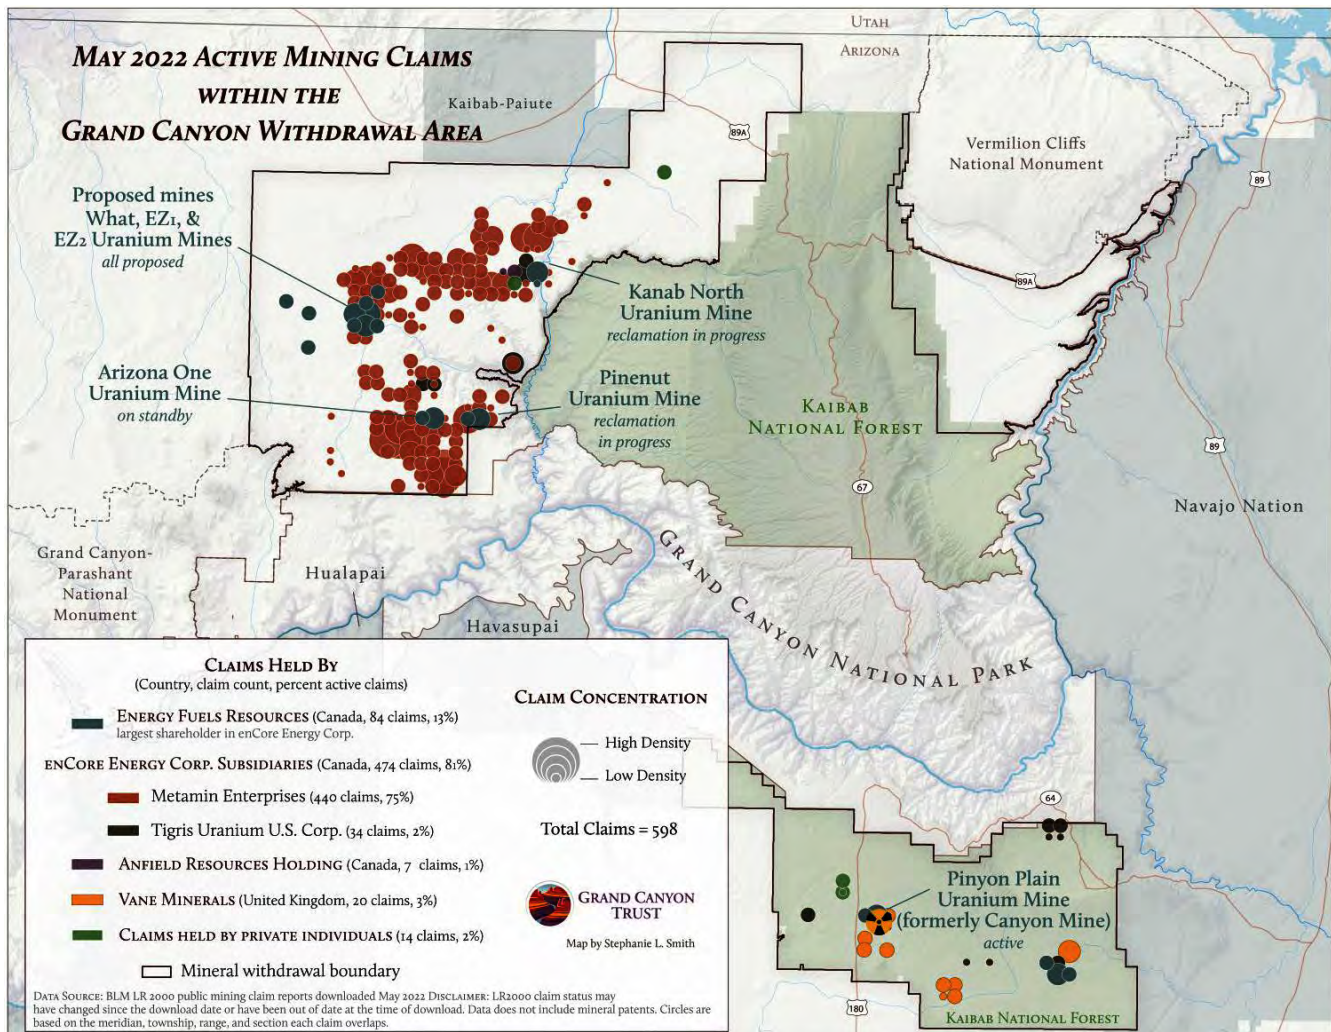 MAY 2022 ACTIVE MINING CLAIMS
WITHIN THE
GRAND CANYON WITHDRAWAL AREA
UTAH
ARIZONA
Kaibab-Paiute
89A
Vermilion Cliffs
National Monument
89
Proposed mines
What, EZ1, &
EZ2 Uranium Mines
all proposed
Kanab North
Uranium Mine
reclamation in progress
89A
Arizona One
Uranium Mine
on standby
Pinenut
Uranium Mine
reclamation
in progress
KAIBAB
NATIONAL FOREST
89
67
Navajo Nation
Grand Canyon-
Parashant
National
Monument
Hualapai
Havasupai
GRAND CANYON NATIONAL PARK
CLAIMS HELD BY
(Country, claim count, percent active claims)
ENERGY FUELS RESOURCES (Canada, 84 claims, 13%)
largest shareholder in enCore Energy Corp.
ENCORE ENERGY CORP. SUBSIDIARIES (Canada, 474 claims, 81%)
Metamin Enterprises (440 claims, 75%)
Tigris Uranium U.S. Corp. (34 claims, 2%)
ANFIELD RESOURCES HOLDING (Canada, 7 claims, 1%)
VANE MINERALS (United Kingdom, 20 claims, 3%)
CLAIMS HELD BY PRIVATE INDIVIDUALS (14 claims, 2%)
Mineral withdrawal boundary
CLAIM CONCENTRATION
High Density
Low Density
Total Claims = 598
GRAND CANYON
TRUST
Map by Stephanie L. Smith
DATA SOURCE: BLM LR 2000 public mining claim reports downloaded May 2022 DISCLAIMER: LR2000 claim status may
have changed since the download date or have been out of date at the time of download. Data does not include mineral patents. Circles are
based on the meridian, township, range, and section each claim overlaps.
64
Pinyon Plain
Uranium Mine
(formerly Canyon Mine)
active
180
KAIBAB NATIONAL FOREST